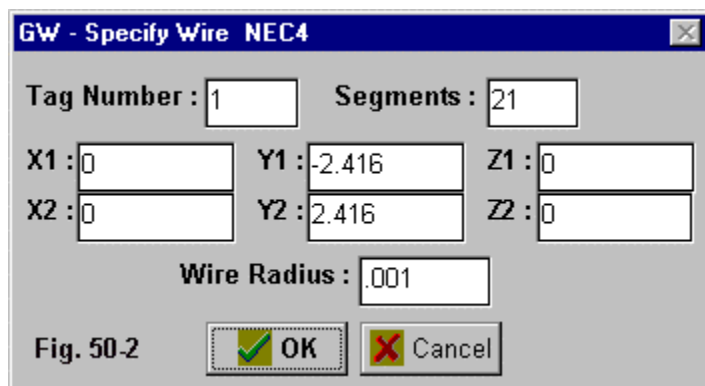 GW - Specify Wire NEC4
Tag Number : 1 Segments : 21
X1 : 0 Y1 : -2.416 Z1 : 0
X2 : 0 Y2 : 2.416 Z2 : 0
Wire Radius : .001
Fig. 50-2 OK Cancel